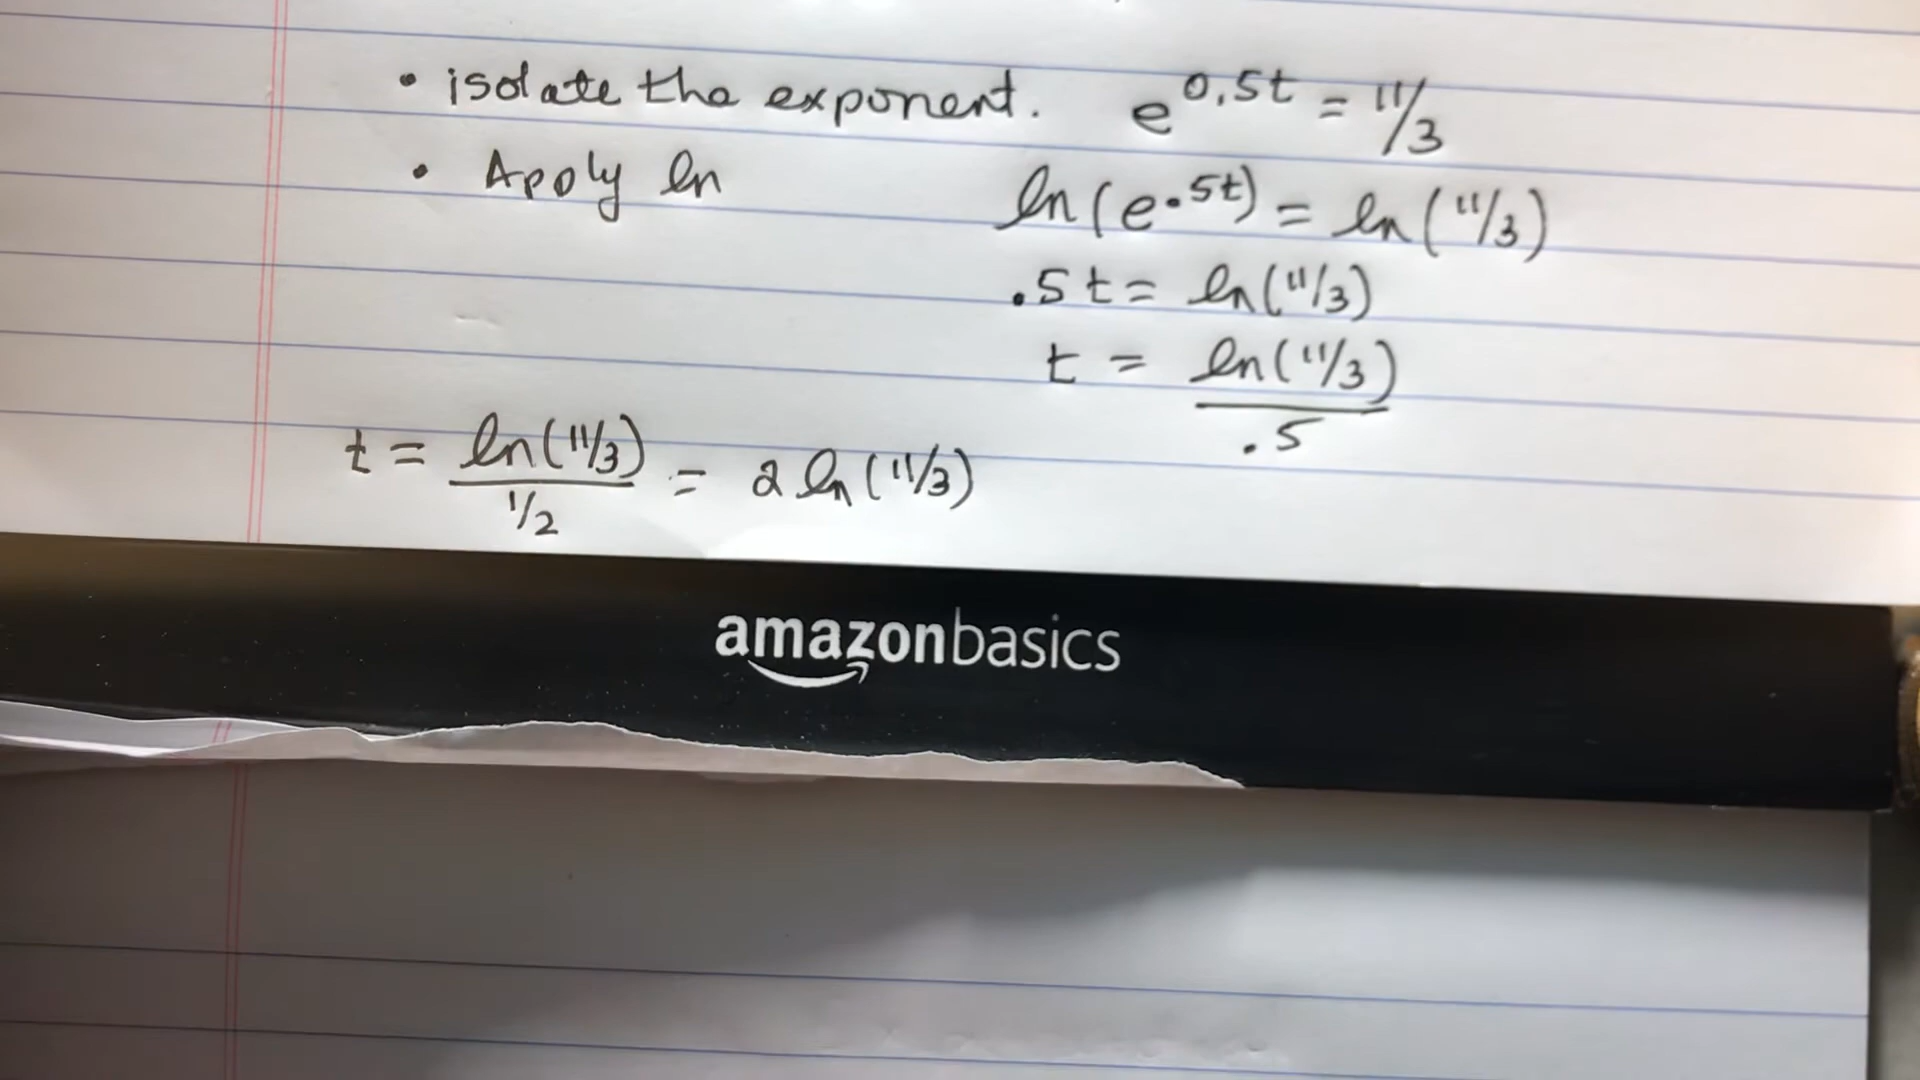 • isolate the exponent. e^0.5t = 11/3
• Apply ln
ln(e^.5t) = ln(11/3)
.5t = ln(11/3)
t = ln(11/3) / .5
t = ln(11/3) / 1/2 = 2 ln(11/3)
amazonbasics